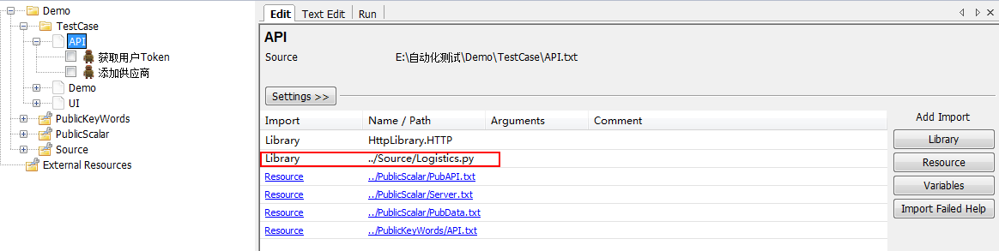 Demo
TestCase
API
获取用户Token
添加供应商
Demo
UI
PublicKeyWords
PublicScalar
Source
External Resources
Edit Text Edit Run
API
Source E:\自动化测试\Demo\TestCase\API.txt
Settings >>
Import Name / Path Arguments Comment
Library HttpLibrary.HTTP
Library ../Source/Logistics.py
Resource ../PublicScalar/PubAPI.txt
Resource ../PublicScalar/Server.txt
Resource ../PublicScalar/PubData.txt
Resource ../PublicKeyWords/API.txt
Add Import
Library
Resource
Variables
Import Failed Help